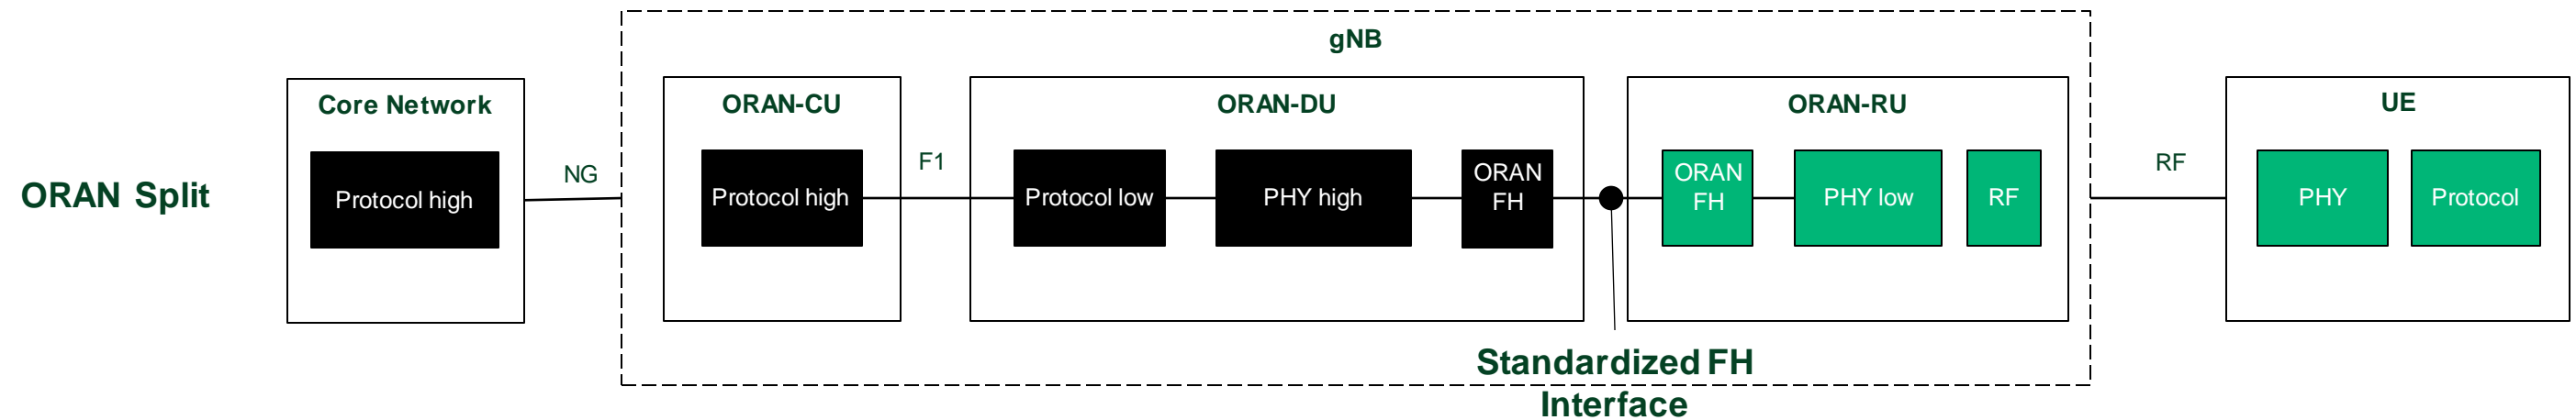 gNB
Core Network
ORAN-CU
ORAN-DU
ORAN-RU
UE
ORAN Split
Protocol high
NG
Protocol high
F1
Protocol low
PHY high
ORAN
FH
ORAN
FH
PHY low
RF
RF
PHY
Protocol
Standardized FH
Interface